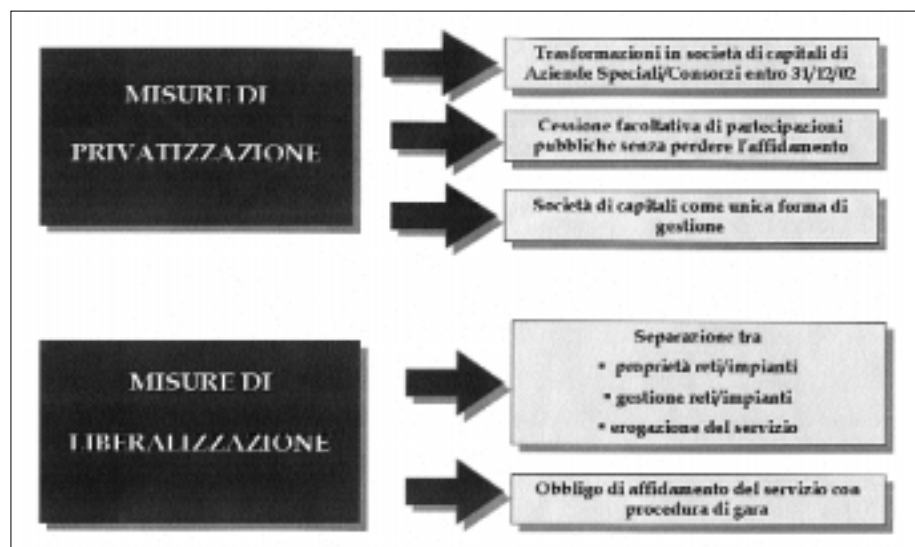 MISURE DI
PRIVATIZZAZIONE
Trasformazioni in società di capitali di
Aziende Speciali/Consorzi entro 31/12/02
Cessione facoltativa di partecipazioni
pubbliche senza perdere l'affidamento
Società di capitali come unica forma di
gestione
MISURE DI
LIBERALIZZAZIONE
Separazione tra
• proprietà reti/impianti
• gestione reti/impianti
• erogazione del servizio
Obbligo di affidamento del servizio con
procedura di gara